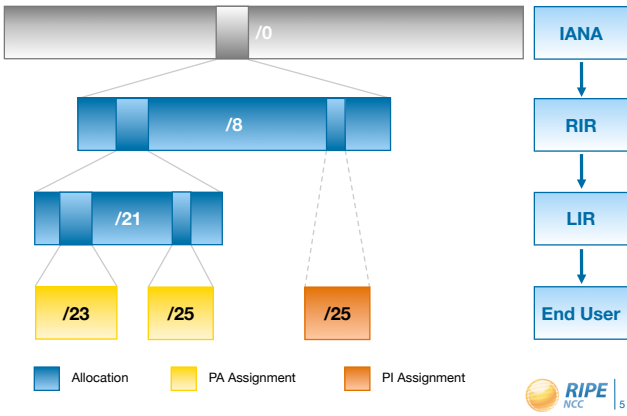 /0
IANA
/8
RIR
/21
LIR
/23
/25
/25
End User
Allocation
PA Assignment
PI Assignment
RIPE
NCC
5